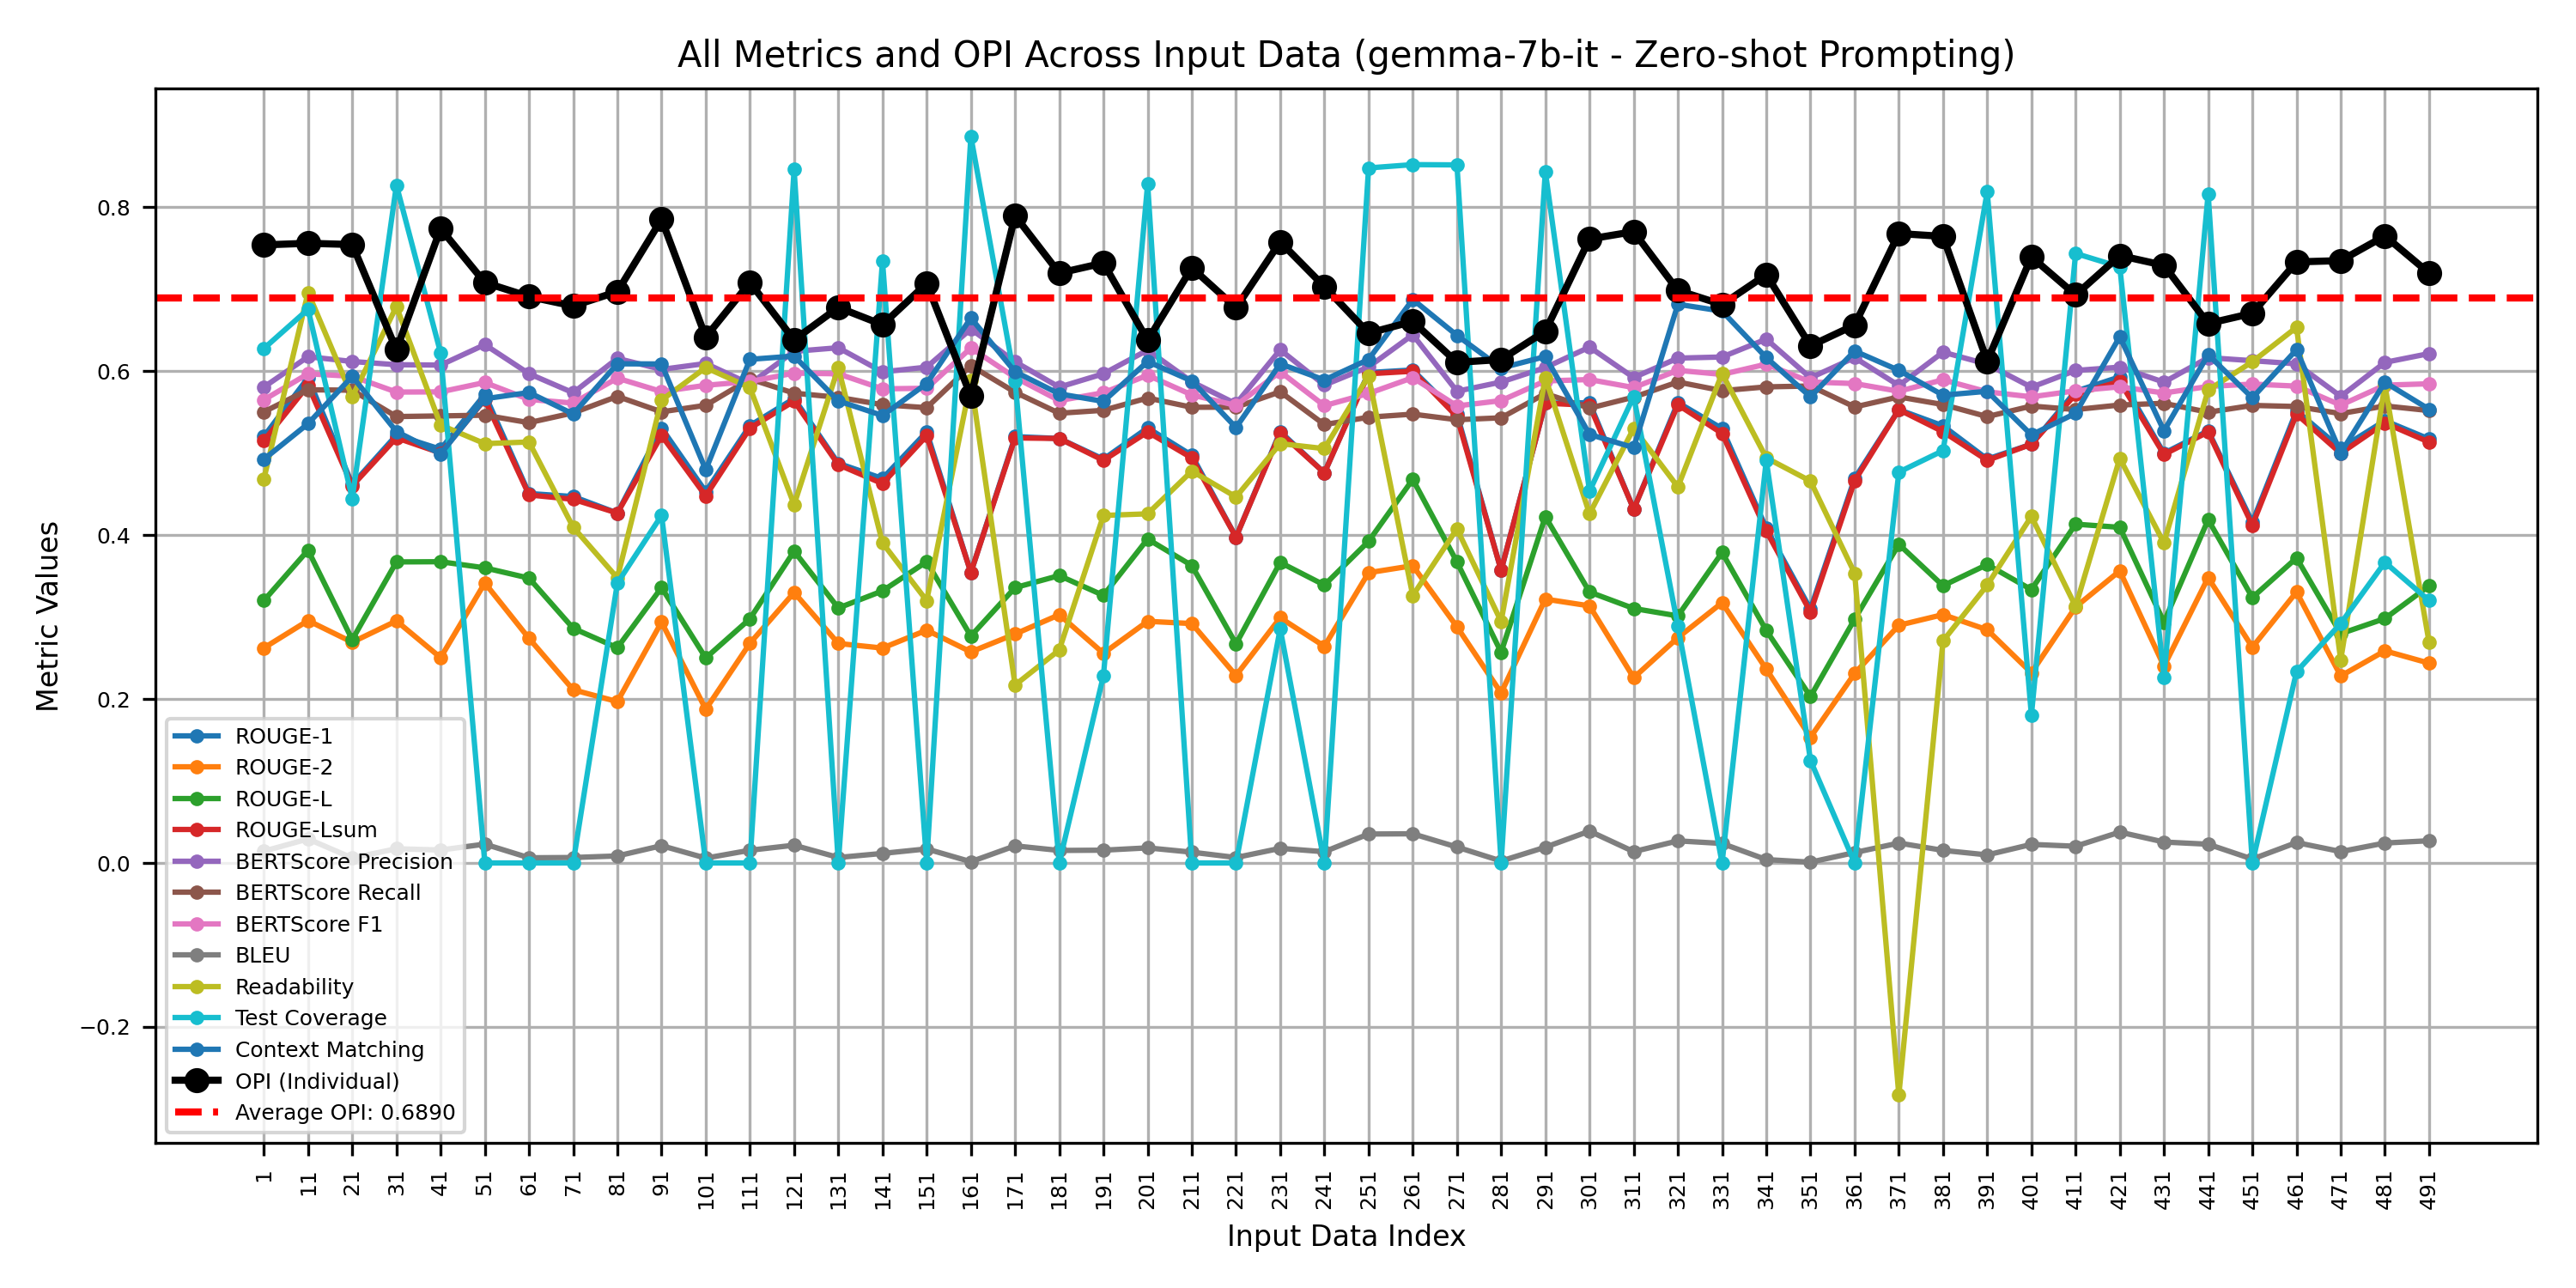 All Metrics and OPI Across Input Data (gemma-7b-it - Zero-shot Prompting)
Metric Values
0.8
0.6
0.4
0.2
0.0
−0.2
ROUGE-1
ROUGE-2
ROUGE-L
ROUGE-Lsum
BERTScore Precision
BERTScore Recall
BERTScore F1
BLEU
Readability
Test Coverage
Context Matching
OPI (Individual)
Average OPI: 0.6890
1 11 21 31 41 51 61 71 81 91 101 111 121 131 141 151 161 171 181 191 201 211 221 231 241 251 261 271 281 291 301 311 321 331 341 351 361 371 381 391 401 411 421 431 441 451 461 471 481 491
Input Data Index